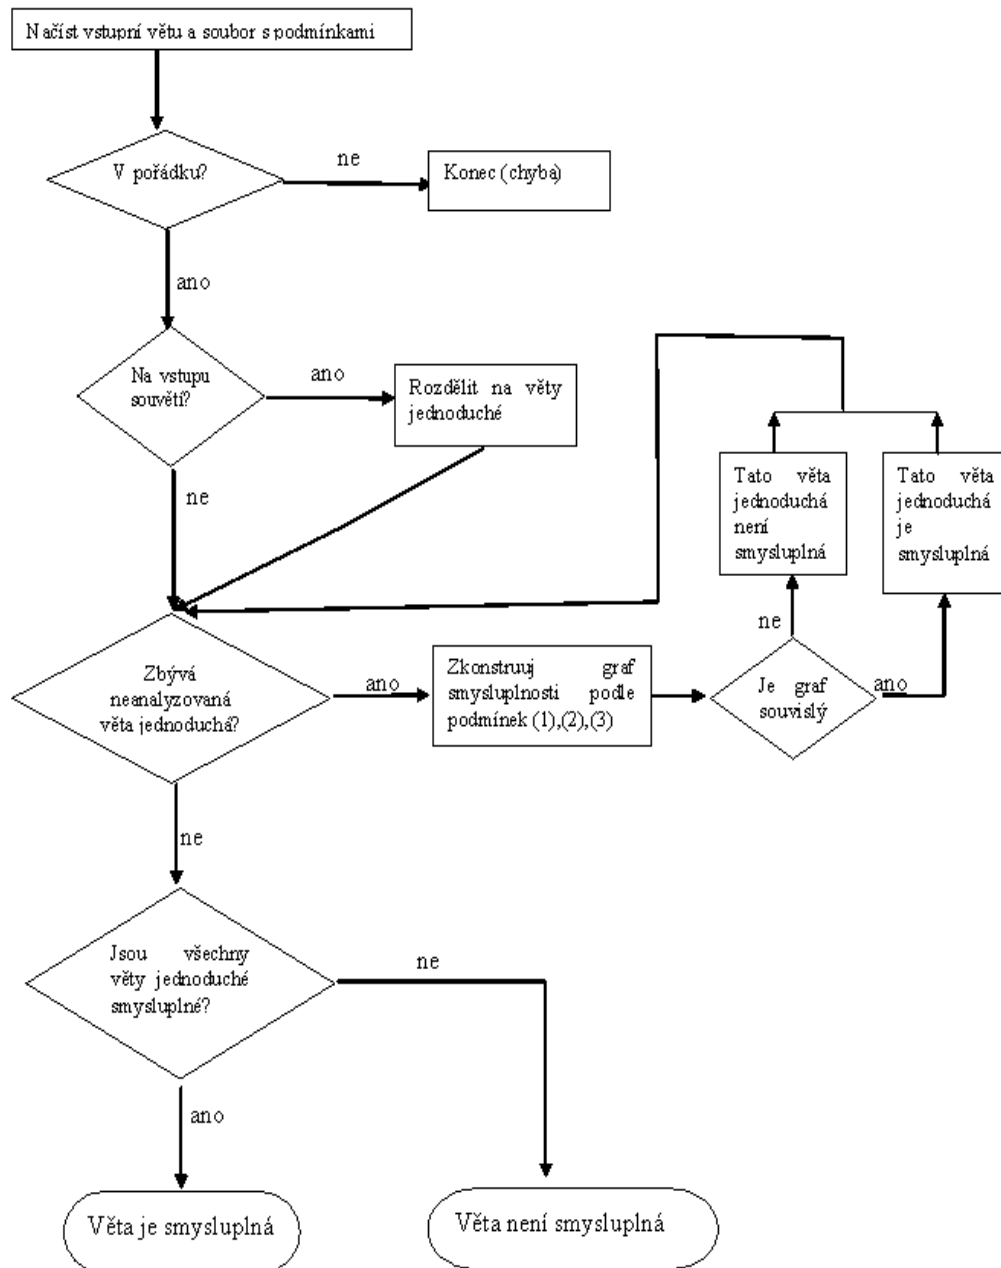 Načíst vstupní větu a soubor s podmínkami
V pořádku?
ne
Konec (chyba)
ano
Na vstupu
souvětí?
ano
Rozdělit na věty
jednoduché
ne
Tato věta
jednoduchá
není
smysluplná
Tato věta
jednoduchá
je
smysluplná
Zbývá
neanalyzovaná
věta jednoduchá?
ano
Zkonstruuj graf
smysluplnosti podle
podmínek (1),(2),(3)
ne
Je graf
souvislý
ano
ne
Jsou všechny
věty jednoduché
smysluplné?
ne
ano
Věta je smysluplná
Věta není smysluplná